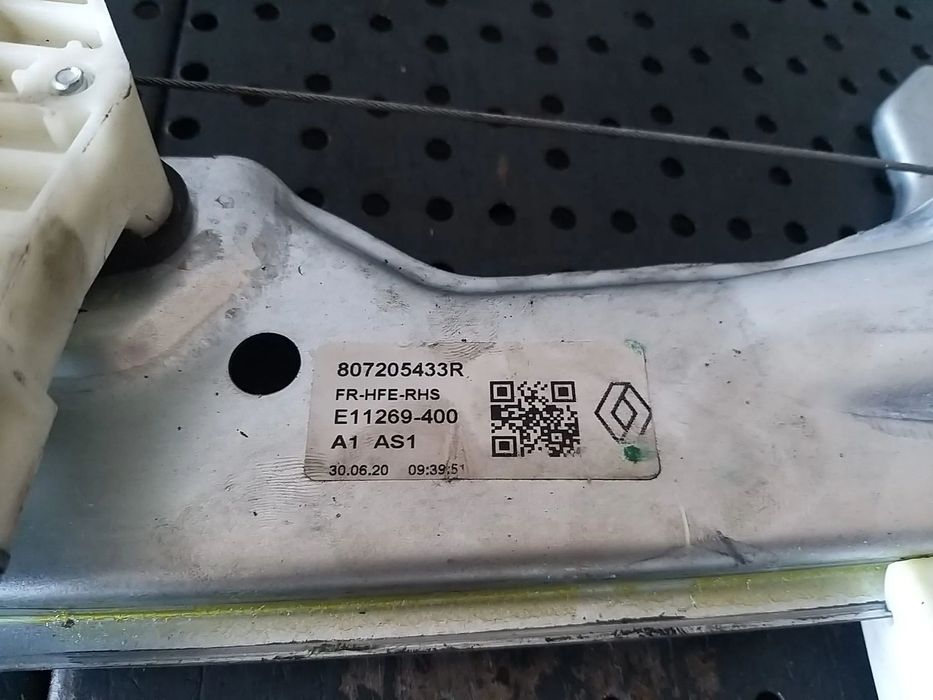 807205433R
FR-HFE-RHS
E11269-400
A1 AS1
30.06.20 09:39:51